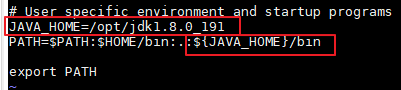 # User specific environment and startup programs
JAVA_HOME=/opt/jdk1.8.0_191
PATH=$PATH:$HOME/bin:.:${JAVA_HOME}/bin
export PATH
~